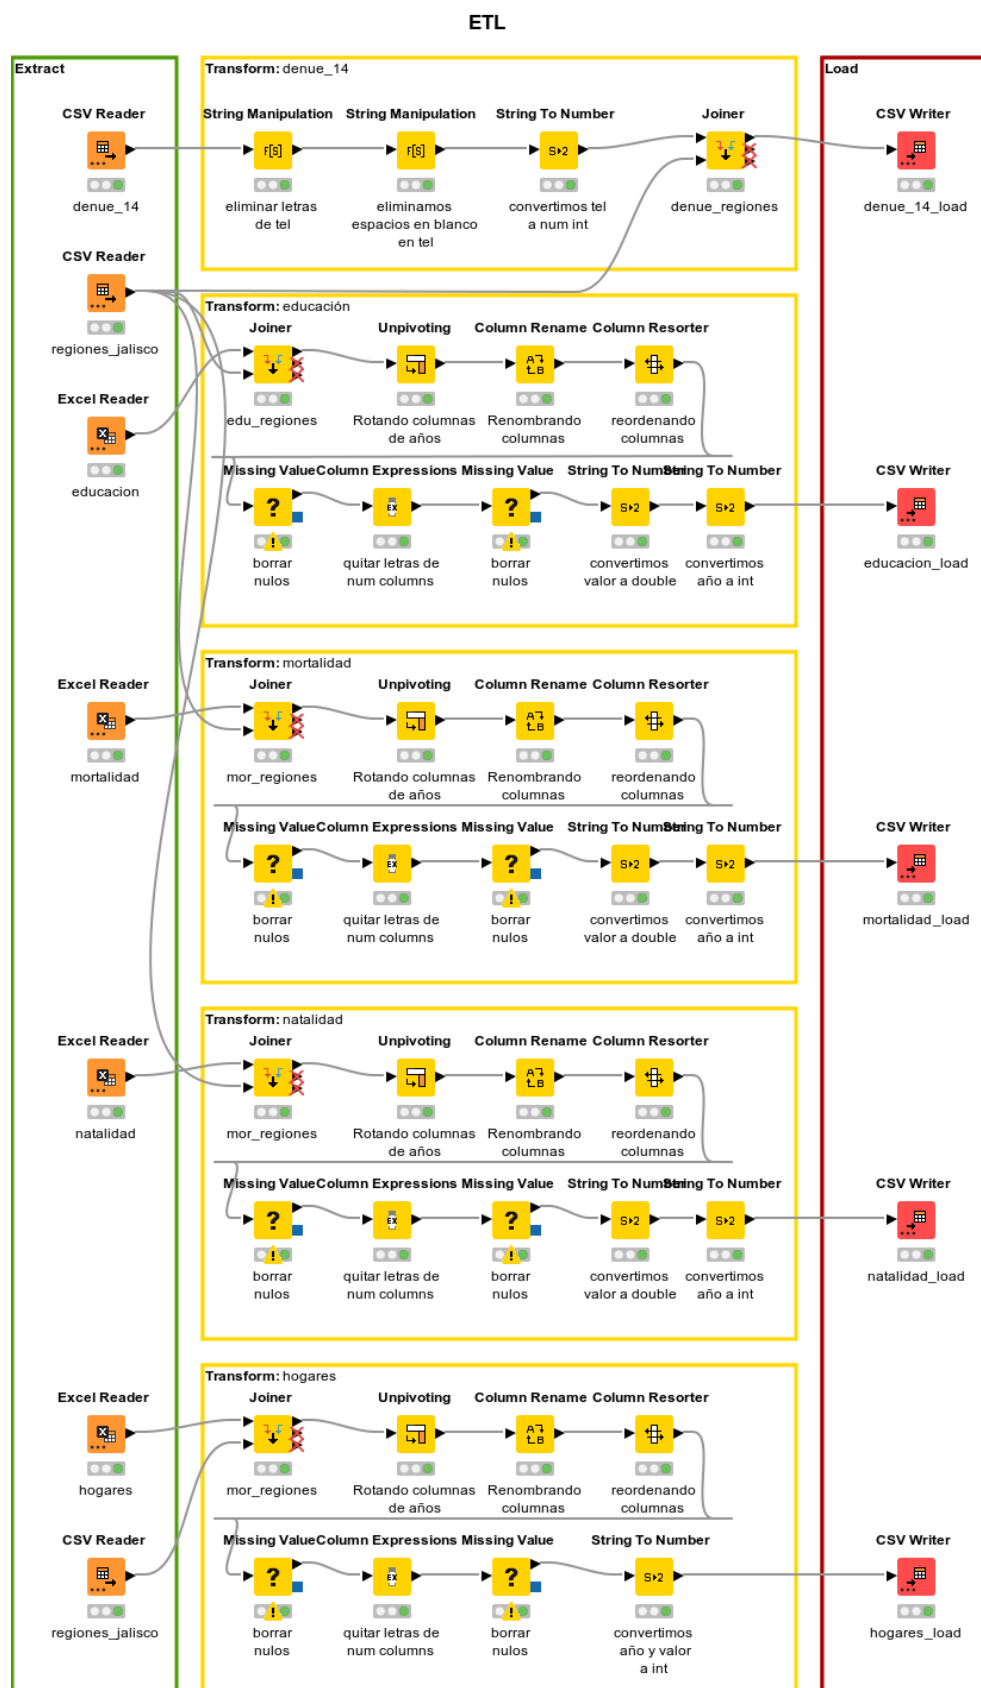 ETL
Extract
Transform: denue_14
Load
CSV Reader
String Manipulation
String Manipulation
String To Number
Joiner
CSV Writer
F[S]
F[S]
S▸2
denue_14
eliminar letras
de tel
eliminamos
espacios en blanco
en tel
convertimos tel
a num int
denue_regiones
denue_14_load
CSV Reader
regiones_jalisco
Transform: educación
Joiner
Unpivoting
Column Rename
Column Resorter
A
B
edu_regiones
Rotando columnas
de años
Renombrando
columnas
reordenando
columnas
Excel Reader
X
educacion
Missing Value
Column Expressions
Missing Value
String To Number
String To Number
CSV Writer
?
EX
?
S▸2
S▸2
borrar
nulos
quitar letras de
num columns
borrar
nulos
convertimos
valor a double
convertimos
año a int
educacion_load
Transform: mortalidad
Excel Reader
Joiner
Unpivoting
Column Rename
Column Resorter
X
A
B
mortalidad
mor_regiones
Rotando columnas
de años
Renombrando
columnas
reordenando
columnas
Missing Value
Column Expressions
Missing Value
String To Number
String To Number
CSV Writer
?
EX
?
S▸2
S▸2
borrar
nulos
quitar letras de
num columns
borrar
nulos
convertimos
valor a double
convertimos
año a int
mortalidad_load
Transform: natalidad
Excel Reader
Joiner
Unpivoting
Column Rename
Column Resorter
X
A
B
natalidad
mor_regiones
Rotando columnas
de años
Renombrando
columnas
reordenando
columnas
Missing Value
Column Expressions
Missing Value
String To Number
String To Number
CSV Writer
?
EX
?
S▸2
S▸2
borrar
nulos
quitar letras de
num columns
borrar
nulos
convertimos
valor a double
convertimos
año a int
natalidad_load
Transform: hogares
Excel Reader
Joiner
Unpivoting
Column Rename
Column Resorter
X
A
B
hogares
mor_regiones
Rotando columnas
de años
Renombrando
columnas
reordenando
columnas
CSV Reader
Missing Value
Column Expressions
Missing Value
String To Number
CSV Writer
?
EX
?
S▸2
regiones_jalisco
borrar
nulos
quitar letras de
num columns
borrar
nulos
convertimos
año y valor
a int
hogares_load